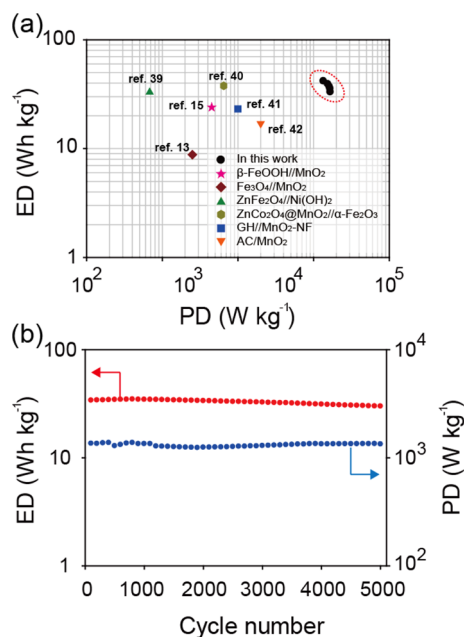 (a)
100
10
1
ED (Wh kg⁻¹)
ref. 39
ref. 40
ref. 15
ref. 41
ref. 42
ref. 13
In this work
β-FeOOH//MnO₂
Fe₃O₄//MnO₂
ZnFe₂O₄//Ni(OH)₂
ZnCo₂O₄@MnO₂//α-Fe₂O₃
GH//MnO₂-NF
AC/MnO₂
10² 10³ 10⁴ 10⁵
PD (W kg⁻¹)
(b)
100
10
1
ED (Wh kg⁻¹)
10⁴
10³
10²
PD (W kg⁻¹)
0 1000 2000 3000 4000 5000
Cycle number